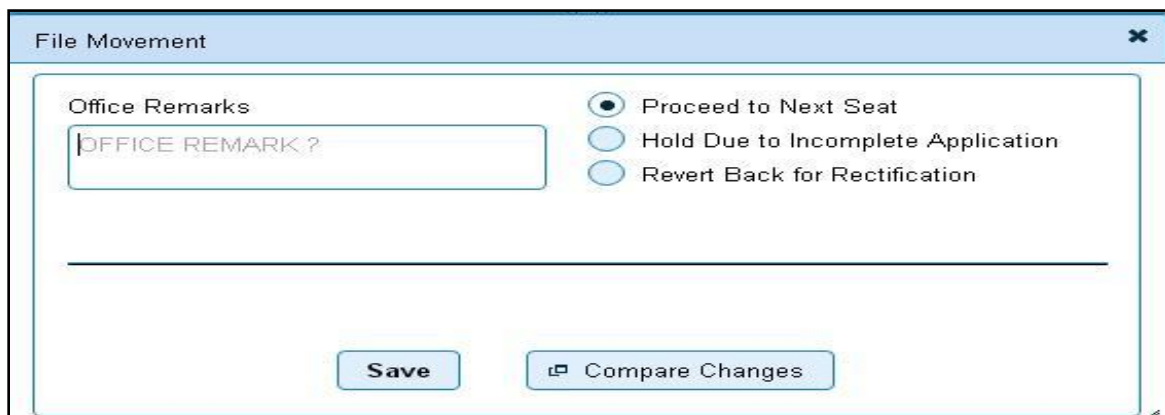 File Movement
Office Remarks
OFFICE REMARK ?
Proceed to Next Seat
Hold Due to Incomplete Application
Revert Back for Rectification
Save
Compare Changes